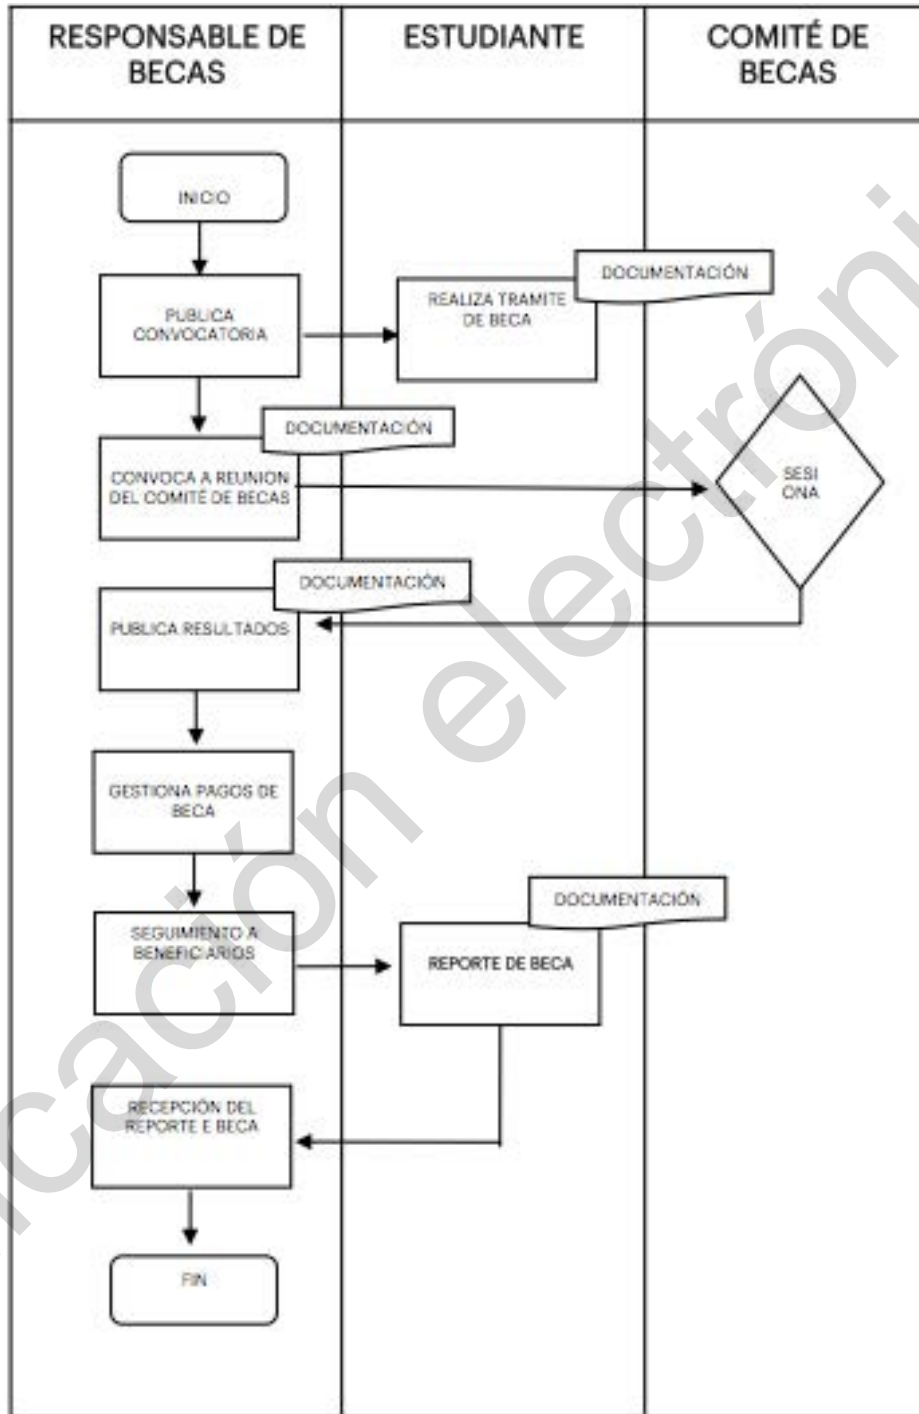 RESPONSABLE DE
BECAS
ESTUDIANTE
COMITÉ DE
BECAS
INICIO
DOCUMENTACIÓN
REALIZA TRAMITE
DE BECA
PUBLICA
CONVOCATORIA
DOCUMENTACIÓN
CONVOCA A REUNION
DEL COMITÉ DE BECAS
SESI
ONA
DOCUMENTACIÓN
PUBLICA RESULTADOS
GESTIONA PAGOS DE
BECA
DOCUMENTACIÓN
SEGUIMIENTO A
BENEFICIARIOS
REPORTE DE BECA
RECEPCIÓN DEL
REPORTE E BECA
FIN
icación electróni